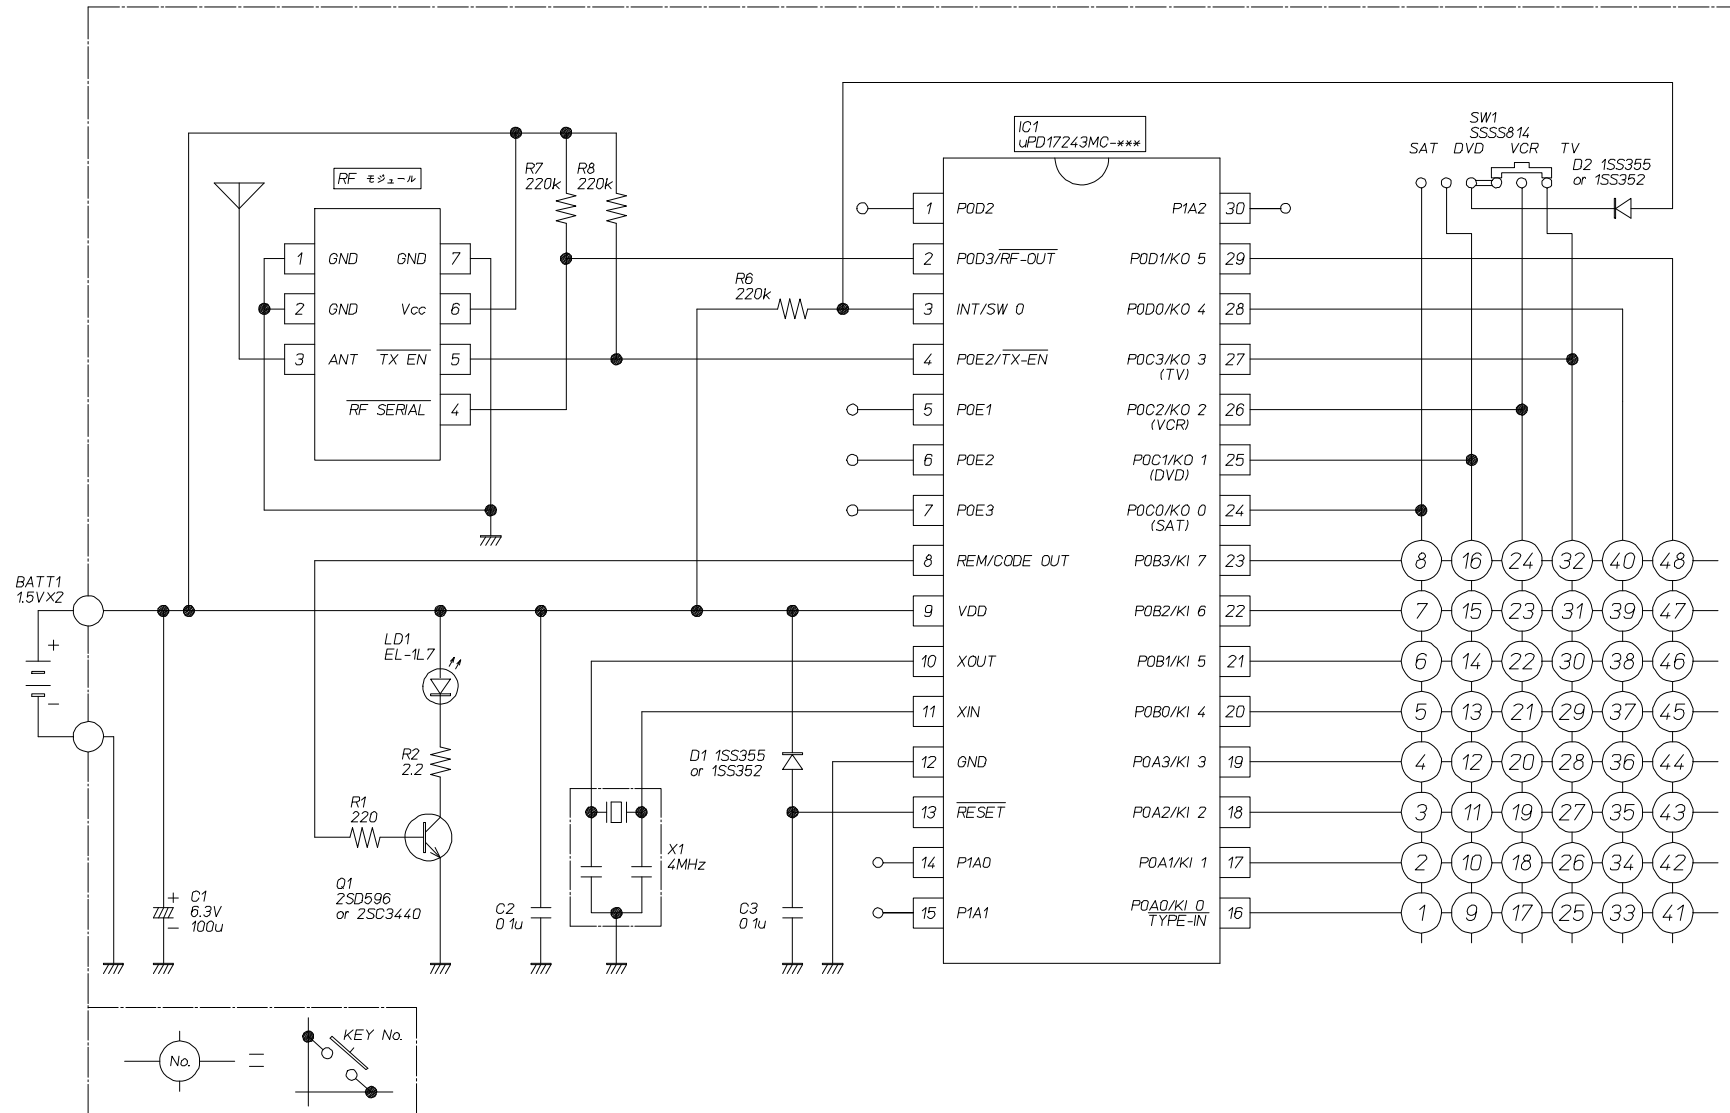 IC1
uPD17243MC-***
SW1
SSSS814
SAT DVD VCR TV
D2 1SS355
or 1SS352
RF モジュール
R7
220k
R8
220k
1 GND GND 7
2 GND Vcc 6
3 ANT TX EN 5
RF SERIAL 4
R6
220k
1 P0D2 P1A2 30
2 P0D3/RF-OUT P0D1/KO 5 29
3 INT/SW 0 P0D0/KO 4 28
4 P0E2/TX-EN P0C3/KO 3 27
(TV)
5 P0E1 P0C2/KO 2 26
(VCR)
6 P0E2 P0C1/KO 1 25
(DVD)
7 P0E3 P0C0/KO 0 24
(SAT)
8 REM/CODE OUT P0B3/KI 7 23
9 VDD P0B2/KI 6 22
10 XOUT P0B1/KI 5 21
11 XIN P0B0/KI 4 20
12 GND P0A3/KI 3 19
13 RESET P0A2/KI 2 18
14 P1A0 P0A1/KI 1 17
15 P1A1 P0A0/KI 0 16
TYPE-IN
8 16 24 32 40 48
7 15 23 31 39 47
6 14 22 30 38 46
5 13 21 29 37 45
4 12 20 28 36 44
3 11 19 27 35 43
2 10 18 26 34 42
1 9 17 25 33 41
BATT1
1.5V×2
+
-
LD1
EL-1L7
R2
2.2
R1
220
Q1
2SD596
or 2SC3440
D1 1SS355
or 1SS352
X1
4MHz
+ C1
6.3V
- 100u
C2
0.1u
C3
0.1u
No. = KEY No.